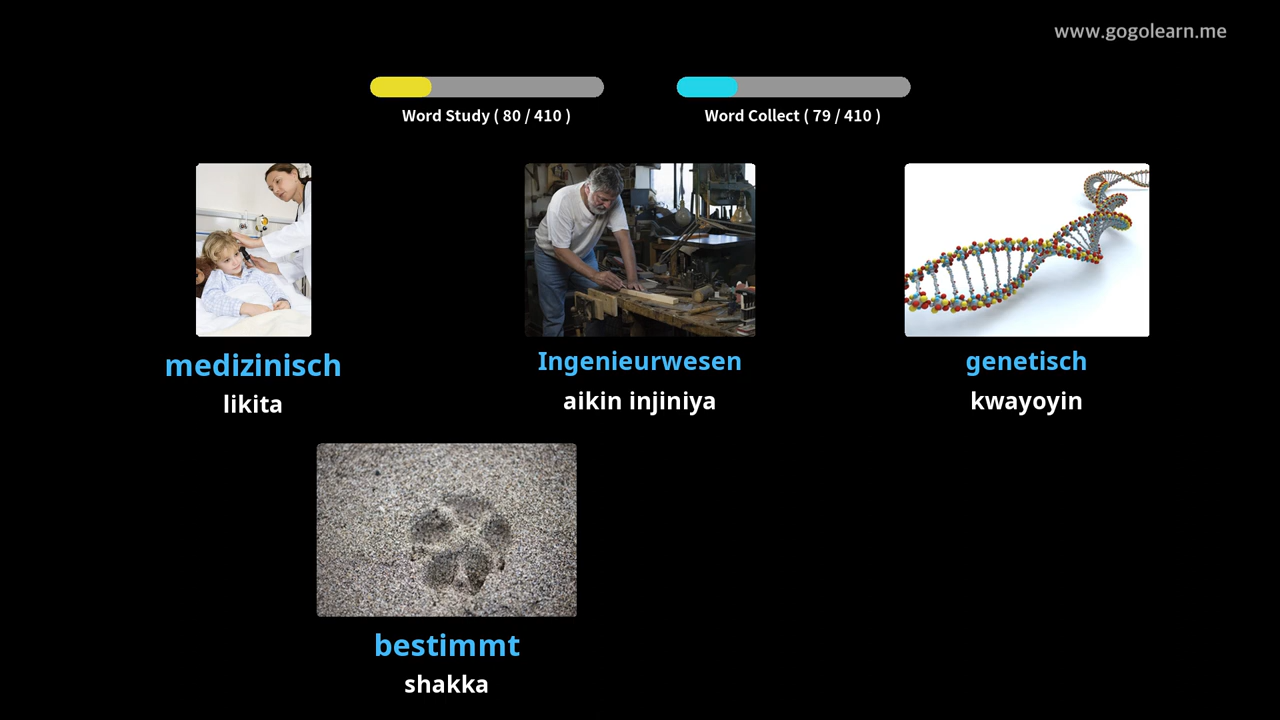 www.gogolearn.me
Word Study ( 80 / 410 )
Word Collect ( 79 / 410 )
medizinisch
likita
Ingenieurwesen
aikin injiniya
genetisch
kwayoyin
bestimmt
shakka